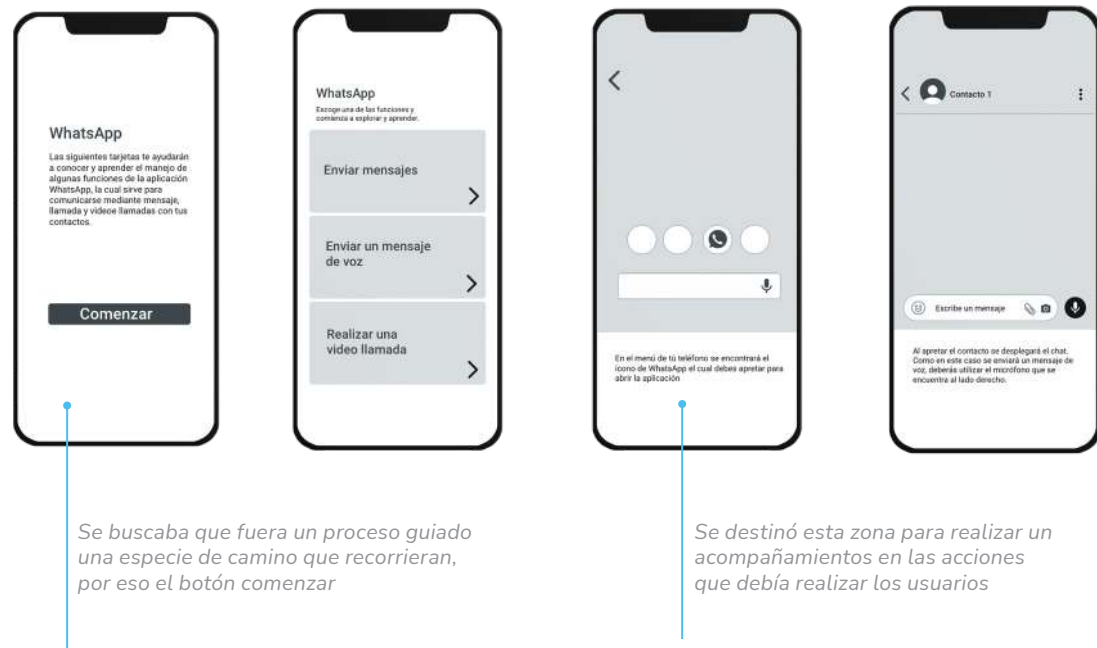 WhatsApp
Las siguientes tarjetas te ayudarán
a conocer y aprender el manejo de
algunas funciones de la aplicación
WhatsApp, la cual sirve para
comunicarse mediante mensaje,
llamada y videoe llamadas con tus
contactos.
Comenzar
WhatsApp
Escoge una de las funciones y
comienza a explorar y aprender.
Enviar mensajes
Enviar un mensaje
de voz
Realizar una
video llamada
En el menú de tú teléfono se encontrará el
icono de WhatsApp el cual debes apretar para
abrir la aplicación
Contacto 1
Escribe un mensaje
Al apretar el contacto se desplegará el chat.
Como en este caso se enviará un mensaje de
voz, deberás utilizar el micrófono que se
encuentra al lado derecho.
Se buscaba que fuera un proceso guiado
una especie de camino que recorrieran,
por eso el botón comenzar
Se destinó esta zona para realizar un
acompañamientos en las acciones
que debía realizar los usuarios